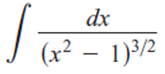 ∫ dx / (x² − 1)^{3/2}